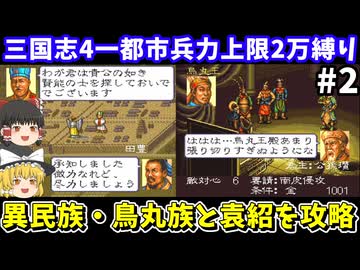 三国志4一都市兵力上限2万縛り
#2
わが君は貴公の如き
賢能の士を探しておいで
でございます
田豊
烏丸王
承知しました
微力なれど、
尽力しましょう
ははは…烏丸王殿あまり
張り切りすぎぬようにな
主:公孫瓚
敵対心 6 要請:南皮侵攻
条件: 金 1001
異民族・烏丸族と袁紹を攻略